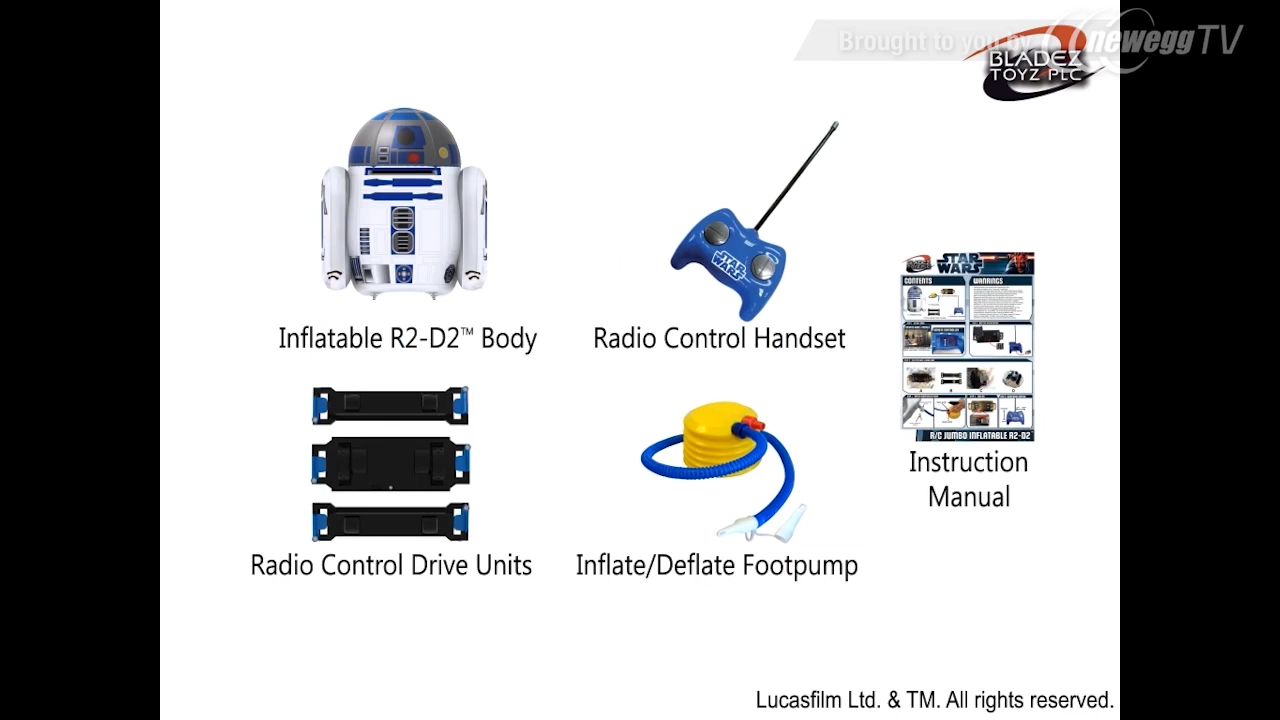 Brought to you by newegg TV
BLADEZ
TOYZ PLC
STAR
WARS
Inflatable R2-D2™ Body
Radio Control Handset
STAR
WARS
CONTENTS
WARNINGS
R/C JUMBO INFLATABLE R2-D2
Instruction
Manual
Radio Control Drive Units
Inflate/Deflate Footpump
Lucasfilm Ltd. & TM. All rights reserved.